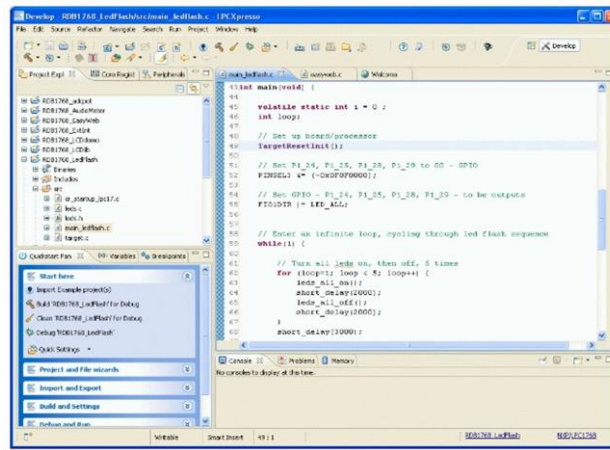 Develop - RDB1768_LedFlash/src/main_ledflash.c - LPCXpresso
File Edit Source Refactor Navigate Search Run Project Window Help
Develop
Project Expl
Core Regist
Peripherals
main_ledflash.c
easyweb.c
Welcome
RDB1768_adcpot
RDB1768_AudioMeter
RDB1768_EasyWeb
RDB1768_ExtInt
RDB1768_LCDdemo
RDB1768_LCDlib
RDB1768_LedFlash
Binaries
Includes
src
cr_startup_lpc17.c
leds.c
leds.h
main_ledflash.c
target.c
43 int main(void) {
44
45 volatile static int i = 0 ;
46 int loop;
47
48 // Set up board/processor
49 TargetResetInit();
50
51 // Set P1_24, P1_25, P1_28, P1_29 to 00 - GPIO
52 PINSEL3 &= (~0x0F0F0000);
53
54 // Set GPIO - P1_24, P1_25, P1_28, P1_29 - to be outputs
55 FIO1DIR |= LED_ALL;
56
57
58 // Enter an infinite loop, cycling through led flash sequence
59 while(1) {
60
61 // Turn all leds on, then off, 5 times
62 for (loop=1; loop < 5; loop++) {
63 leds_all_on();
64 short_delay(2000);
65 leds_all_off();
66 short_delay(2000);
67 }
68 short_delay(3000);
Quickstart Pan
Variables
Breakpoints
Start here
Import Example project(s)
Build 'RDB1768_LedFlash' for Debug
Clean 'RDB1768_LedFlash' for Debug
Debug 'RDB1768_LedFlash'
Quick Settings
Project and File wizards
Import and Export
Build and Settings
Debug and Run
Console
Problems
Memory
No consoles to display at this time.
Writable
Smart Insert
49 : 1
RDB1768_LedFlash
NXP LPC1768